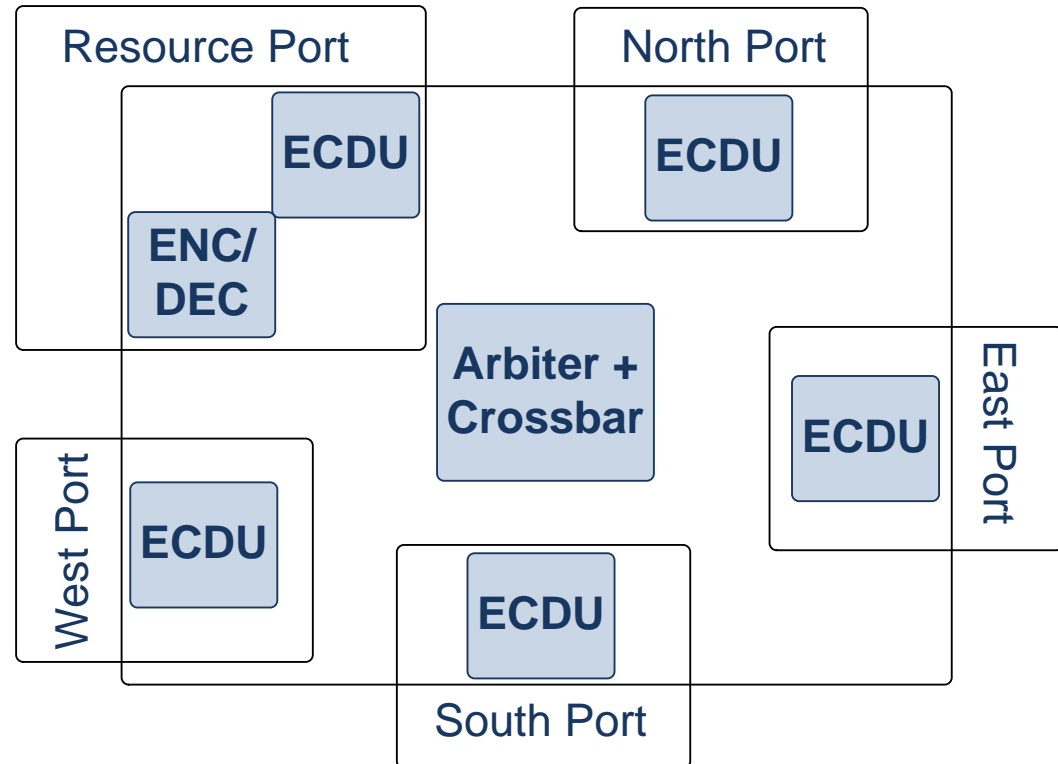 Resource Port
North Port
ECDU
ECDU
ENC/
DEC
Arbiter +
Crossbar
East Port
ECDU
West Port
ECDU
ECDU
South Port